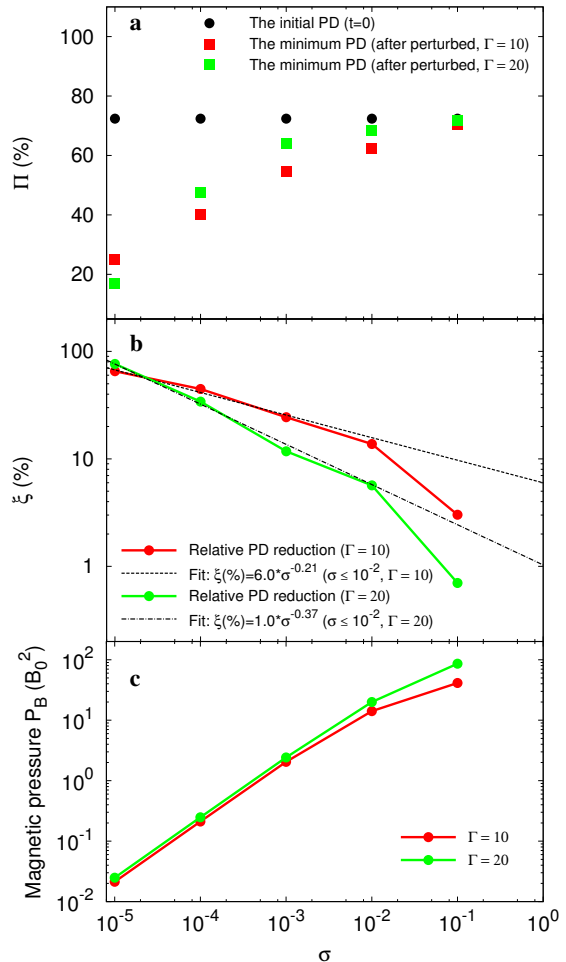 a
The initial PD (t=0)
The minimum PD (after perturbed, Γ = 10)
The minimum PD (after perturbed, Γ = 20)
100
80
60
40
20
Π (%)
b
100
10
1
ξ (%)
Relative PD reduction (Γ = 10)
Fit: ξ(%)=6.0*σ^-0.21 (σ ≤ 10^-2, Γ = 10)
Relative PD reduction (Γ = 20)
Fit: ξ(%)=1.0*σ^-0.37 (σ ≤ 10^-2, Γ = 20)
c
10^2
10^1
10^0
10^-1
10^-2
Magnetic pressure P_B (B_0^2)
Γ = 10
Γ = 20
10^-5 10^-4 10^-3 10^-2 10^-1 10^0
σ